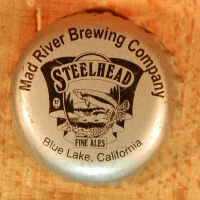 Mad River Brewing Company
STEELHEAD
FINE ALES
Blue Lake, California